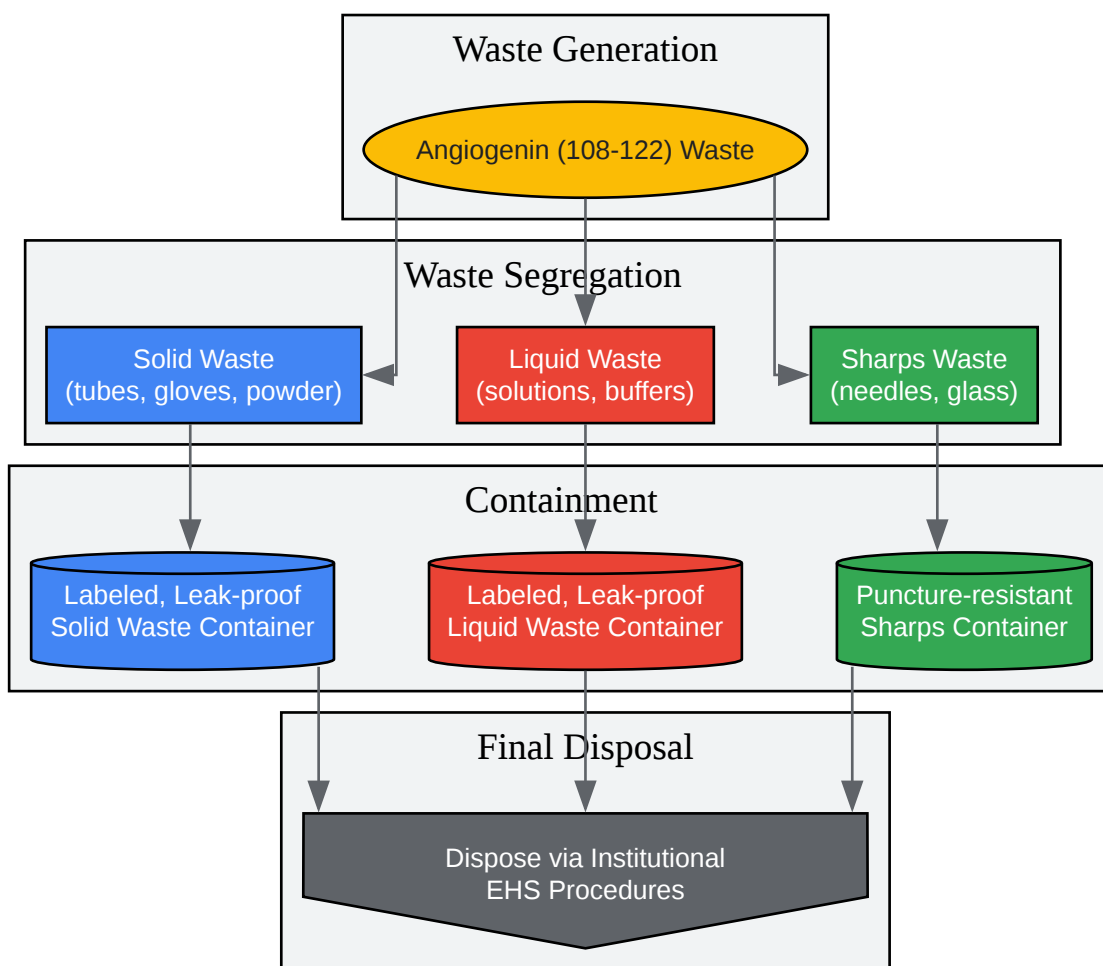 Waste Generation
Angiogenin (108-122) Waste
Waste Segregation
Solid Waste
(tubes, gloves, powder)
Liquid Waste
(solutions, buffers)
Sharps Waste
(needles, glass)
Containment
Labeled, Leak-proof
Solid Waste Container
Labeled, Leak-proof
Liquid Waste Container
Puncture-resistant
Sharps Container
Final Disposal
Dispose via Institutional
EHS Procedures